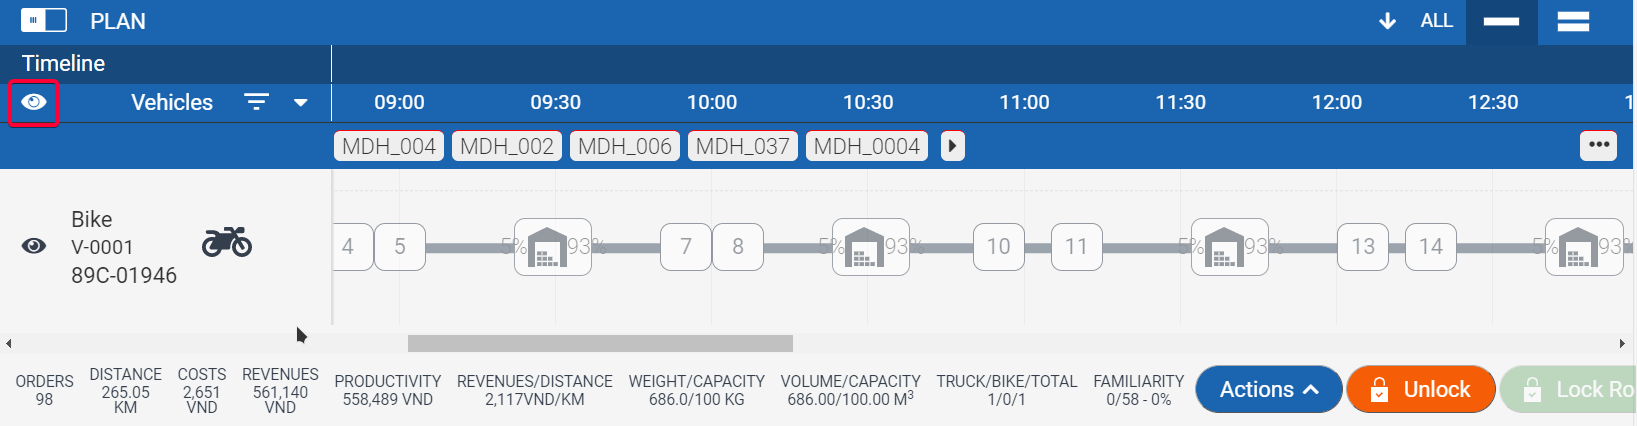 PLAN
ALL
Timeline
Vehicles 09:00 09:30 10:00 10:30 11:00 11:30 12:00 12:30 1
MDH_004 MDH_002 MDH_006 MDH_037 MDH_0004 •••
Bike
V-0001
89C-01946
4 5 5% 93% 7 8 5% 93% 10 11 5% 93% 13 14 5% 93%
ORDERS
98
DISTANCE
265.05
KM
COSTS
2,651
VND
REVENUES
561,140
VND
PRODUCTIVITY
558,489 VND
REVENUES/DISTANCE
2,117VND/KM
WEIGHT/CAPACITY
686.0/100 KG
VOLUME/CAPACITY
686.00/100.00 M³
TRUCK/BIKE/TOTAL
1/0/1
FAMILIARITY
0/58 - 0%
Actions
Unlock
Lock Ro